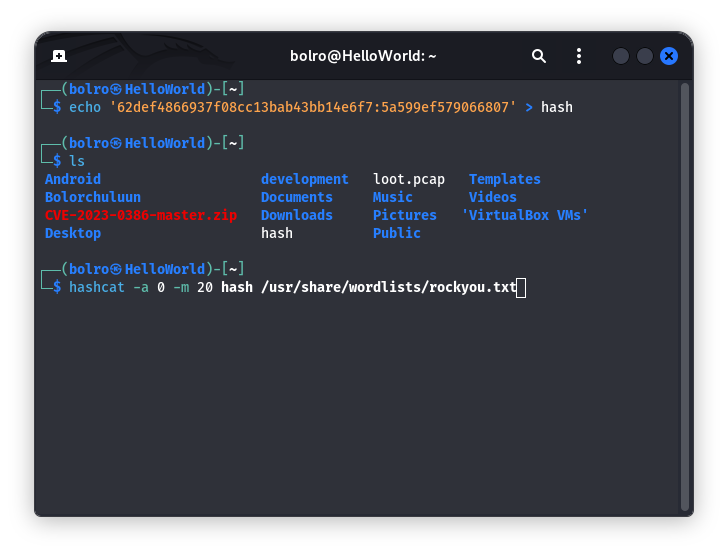 bolro@HelloWorld: ~
┌──(bolro㉿HelloWorld)-[~]
└─$ echo '62def4866937f08cc13bab43bb14e6f7:5a599ef579066807' > hash
┌──(bolro㉿HelloWorld)-[~]
└─$ ls
Android development loot.pcap Templates
Bolorchuluun Documents Music Videos
CVE-2023-0386-master.zip Downloads Pictures 'VirtualBox VMs'
Desktop hash Public
┌──(bolro㉿HelloWorld)-[~]
└─$ hashcat -a 0 -m 20 hash /usr/share/wordlists/rockyou.txt